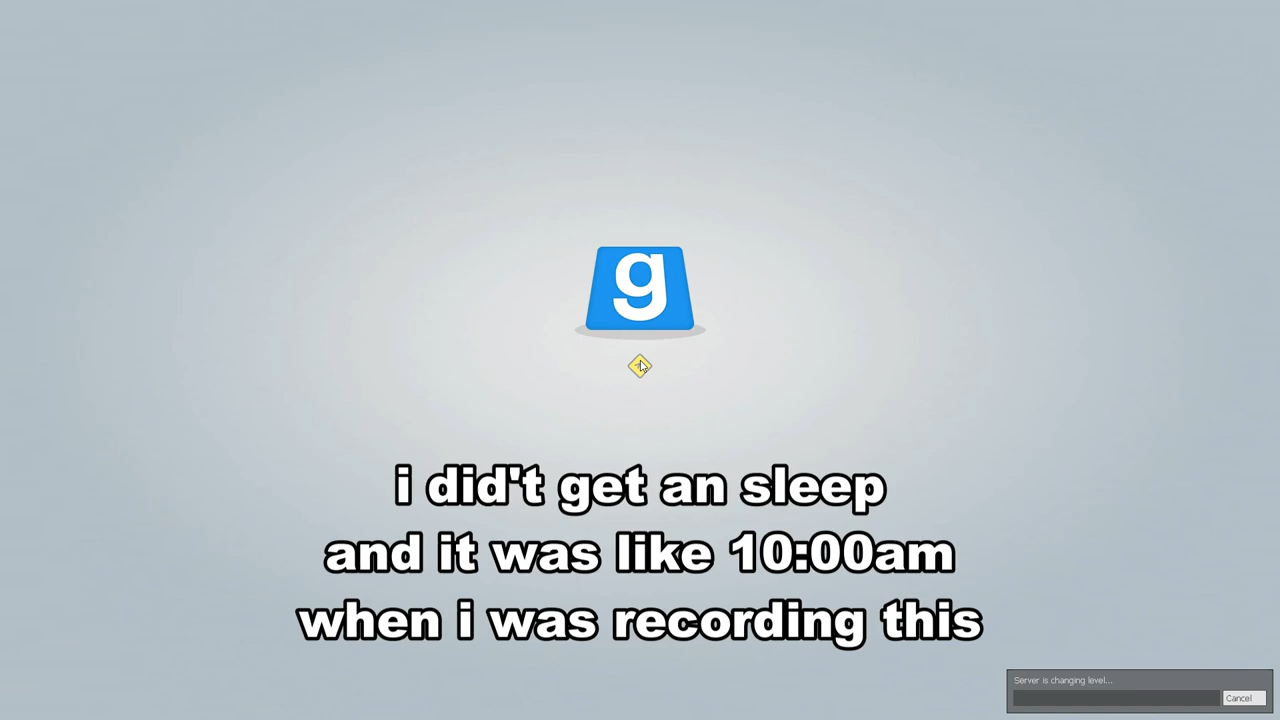 g
i did't get an sleep
and it was like 10:00am
when i was recording this
Server is changing level...
Cancel